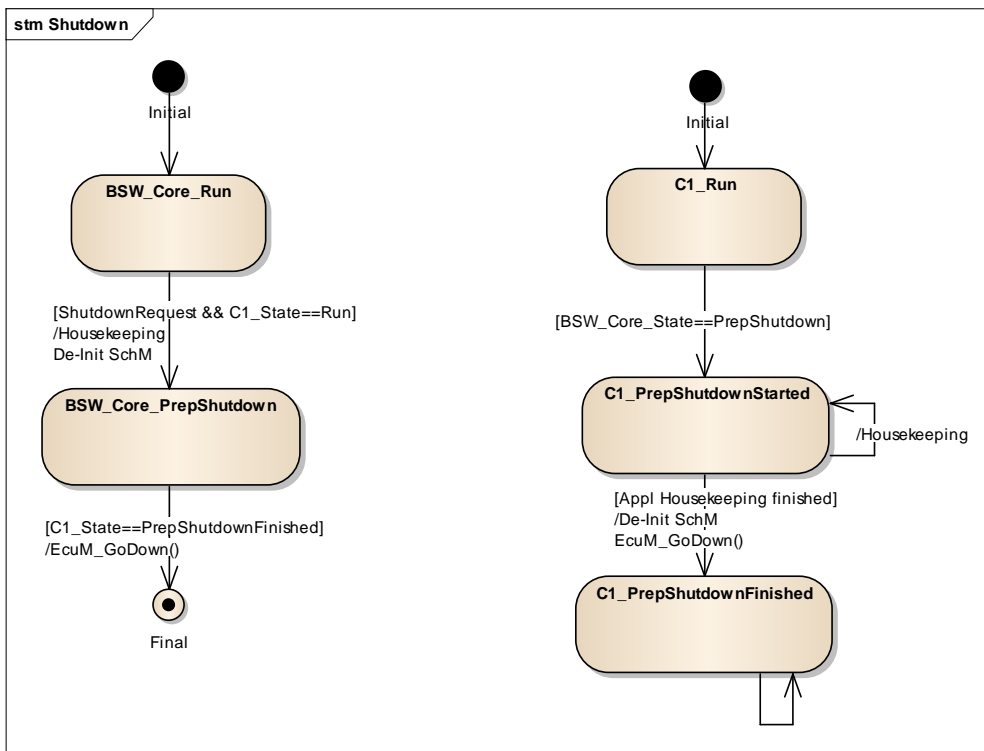 stm Shutdown
Initial
BSW_Core_Run
[ShutdownRequest && C1_State==Run]
/Housekeeping
De-Init SchM
BSW_Core_PrepShutdown
[C1_State==PrepShutdownFinished]
/EcuM_GoDown()
Final
Initial
C1_Run
[BSW_Core_State==PrepShutdown]
C1_PrepShutdownStarted
/Housekeeping
[Appl Housekeeping finished]
/De-Init SchM
EcuM_GoDown()
C1_PrepShutdownFinished